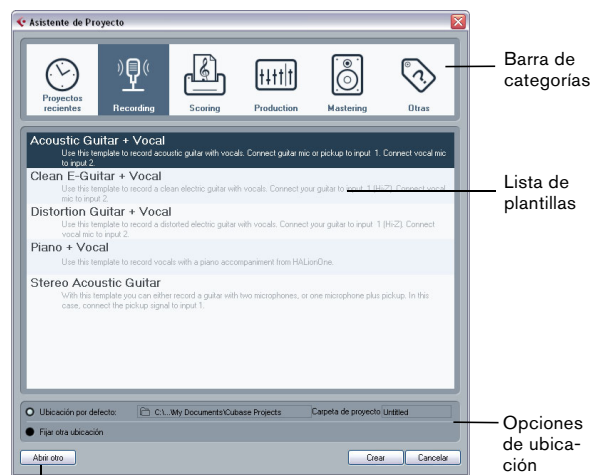 Asistente de Proyecto
Proyectos
recientes
Recording
Scoring
Production
Mastering
Otras
Barra de
categorías
Acoustic Guitar + Vocal
Use this template to record acoustic guitar with vocals. Connect guitar mic or pickup to input 1. Connect vocal mic
to input 2.
Clean E-Guitar + Vocal
Use this template to record a clean electric guitar with vocals. Connect your guitar to input 1 (Hi-Z). Connect vocal
mic to input 2.
Lista de
plantillas
Distortion Guitar + Vocal
Use this template to record a distorted electric guitar with vocals. Connect your guitar to input 1 (Hi-Z). Connect
vocal mic to input 2.
Piano + Vocal
Use this template to record vocals with a piano accompaniment from HALionOne.
Stereo Acoustic Guitar
With this template you can either record a guitar with two microphones, or one microphone plus pickup. In this
case, connect the pickup signal to input 1.
Ubicación por defecto: C:\...\My Documents\Cubase Projects Carpeta de proyecto Untitled
Fijar otra ubicación
Opciones
de ubica-
ción
Abrir otro Crear Cancelar